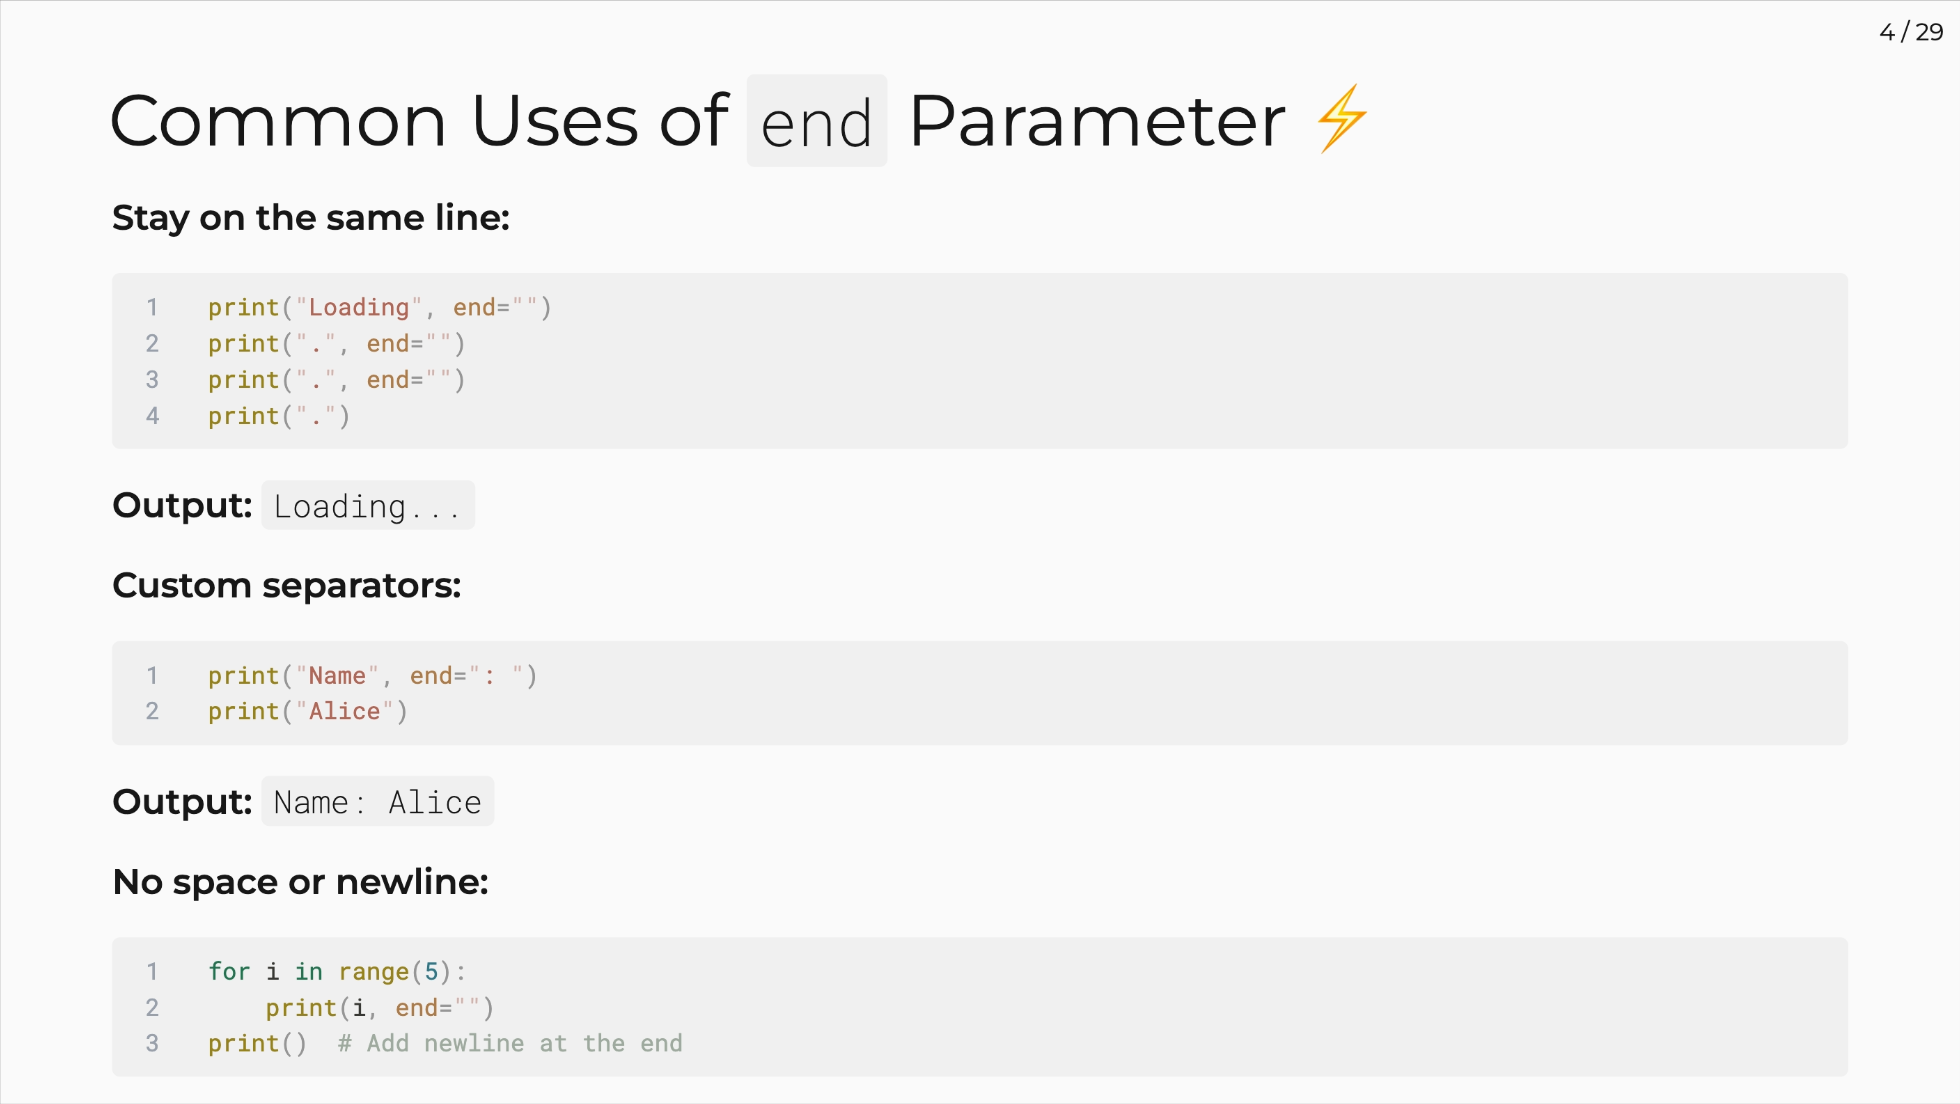 4 / 29
Common Uses of end Parameter ⚡
Stay on the same line:
1 print("Loading", end="")
2 print(".", end="")
3 print(".", end="")
4 print(".")
Output: Loading...
Custom separators:
1 print("Name", end=": ")
2 print("Alice")
Output: Name: Alice
No space or newline:
1 for i in range(5):
2     print(i, end="")
3 print()  # Add newline at the end